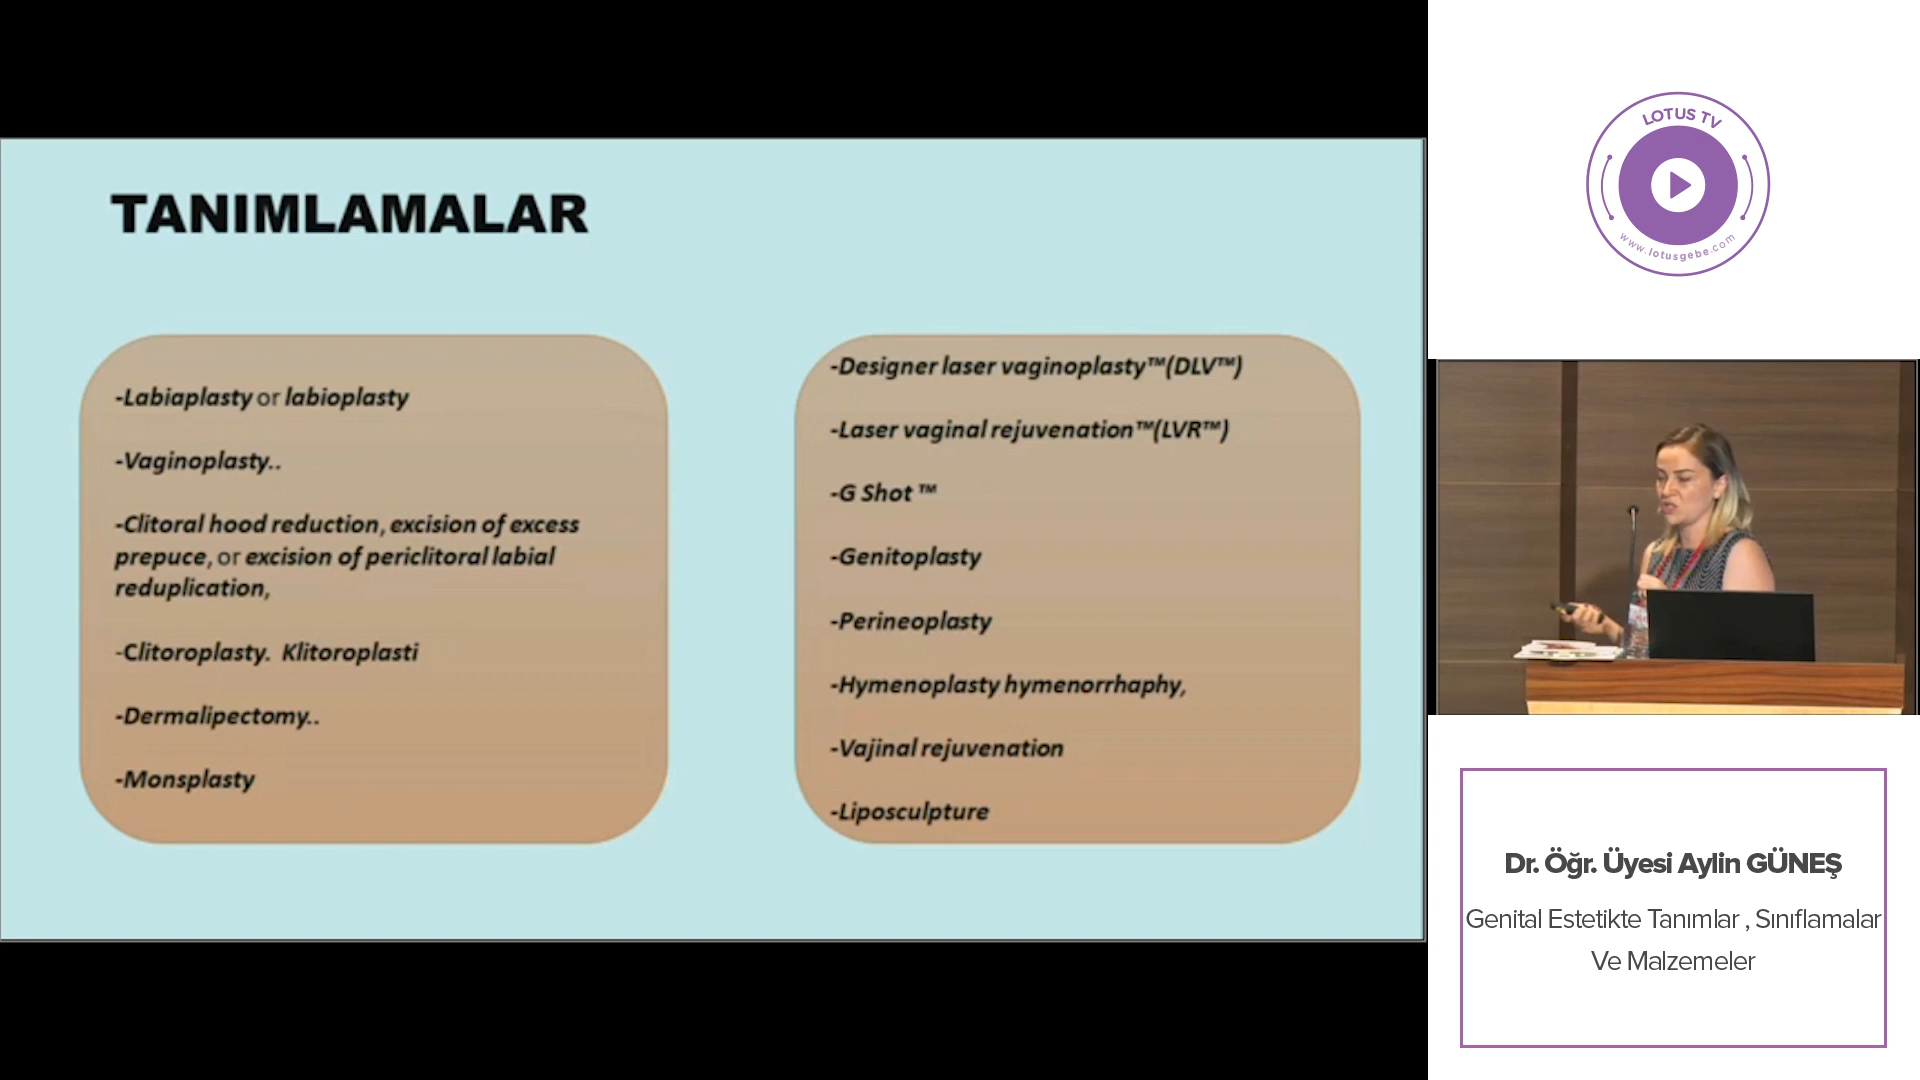 TANIMLAMALAR
-Labiaplasty or labioplasty
-Vaginoplasty..
-Clitoral hood reduction, excision of excess
prepuce, or excision of periclitoral labial
reduplication,
-Clitoroplasty. Klitoroplasti
-Dermalipectomy..
-Monsplasty
-Designer laser vaginoplasty™(DLV™)
-Laser vaginal rejuvenation™(LVR™)
-G Shot ™
-Genitoplasty
-Perineoplasty
-Hymenoplasty hymenorrhaphy,
-Vajinal rejuvenation
-Liposculpture
LOTUS TV
www.lotusgebe.com
Dr. Öğr. Üyesi Aylin GÜNEŞ
Genital Estetikte Tanımlar , Sınıflamalar
Ve Malzemeler